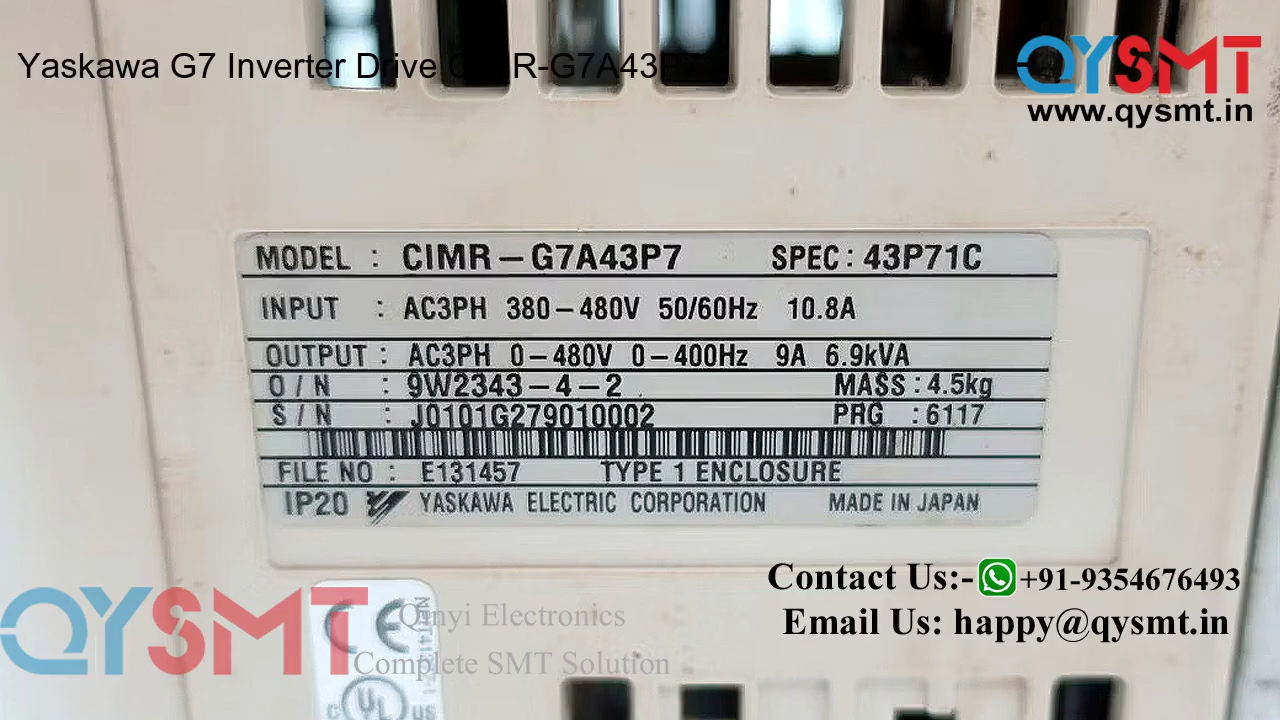 Yaskawa G7 Inverter Drive CIMR-G7A43P7
QYSMT
www.qysmt.in
MODEL : CIMR-G7A43P7 SPEC: 43P71C
INPUT : AC3PH 380-480V 50/60Hz 10.8A
OUTPUT : AC3PH 0-480V 0-400Hz 9A 6.9kVA
O/N : 9W2343-4-2 MASS : 4.5kg
S/N : J0101G279010002 PRG : 6117
FILE NO : E131457 TYPE 1 ENCLOSURE
IP20 YASKAWA ELECTRIC CORPORATION MADE IN JAPAN
Contact Us:- +91-9354676493
Email Us: happy@qysmt.in
QYSMT
CE
Qinyi Electronics
Complete SMT Solution
c UL US